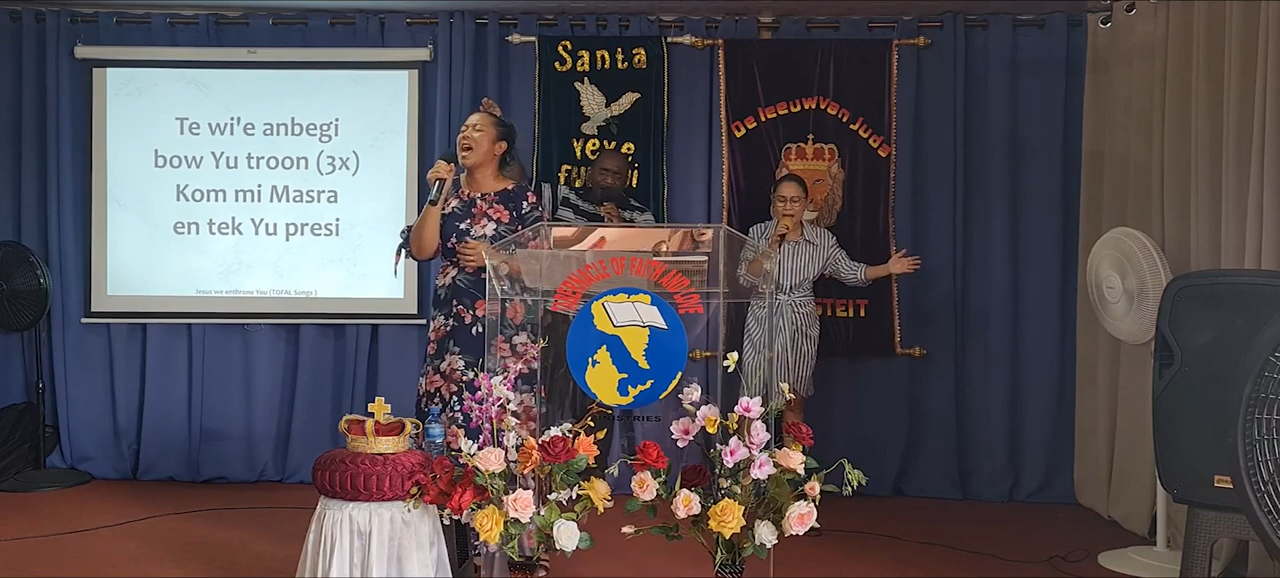 Te wi'e anbegi
bow Yu troon (3x)
Kom mi Masra
en tek Yu presi
Jesus we enthrone You (TOFAL Songs )
Santa
De leeuw van Juda
TABERNACLE OF FAITH AND LOVE
MINISTRIES